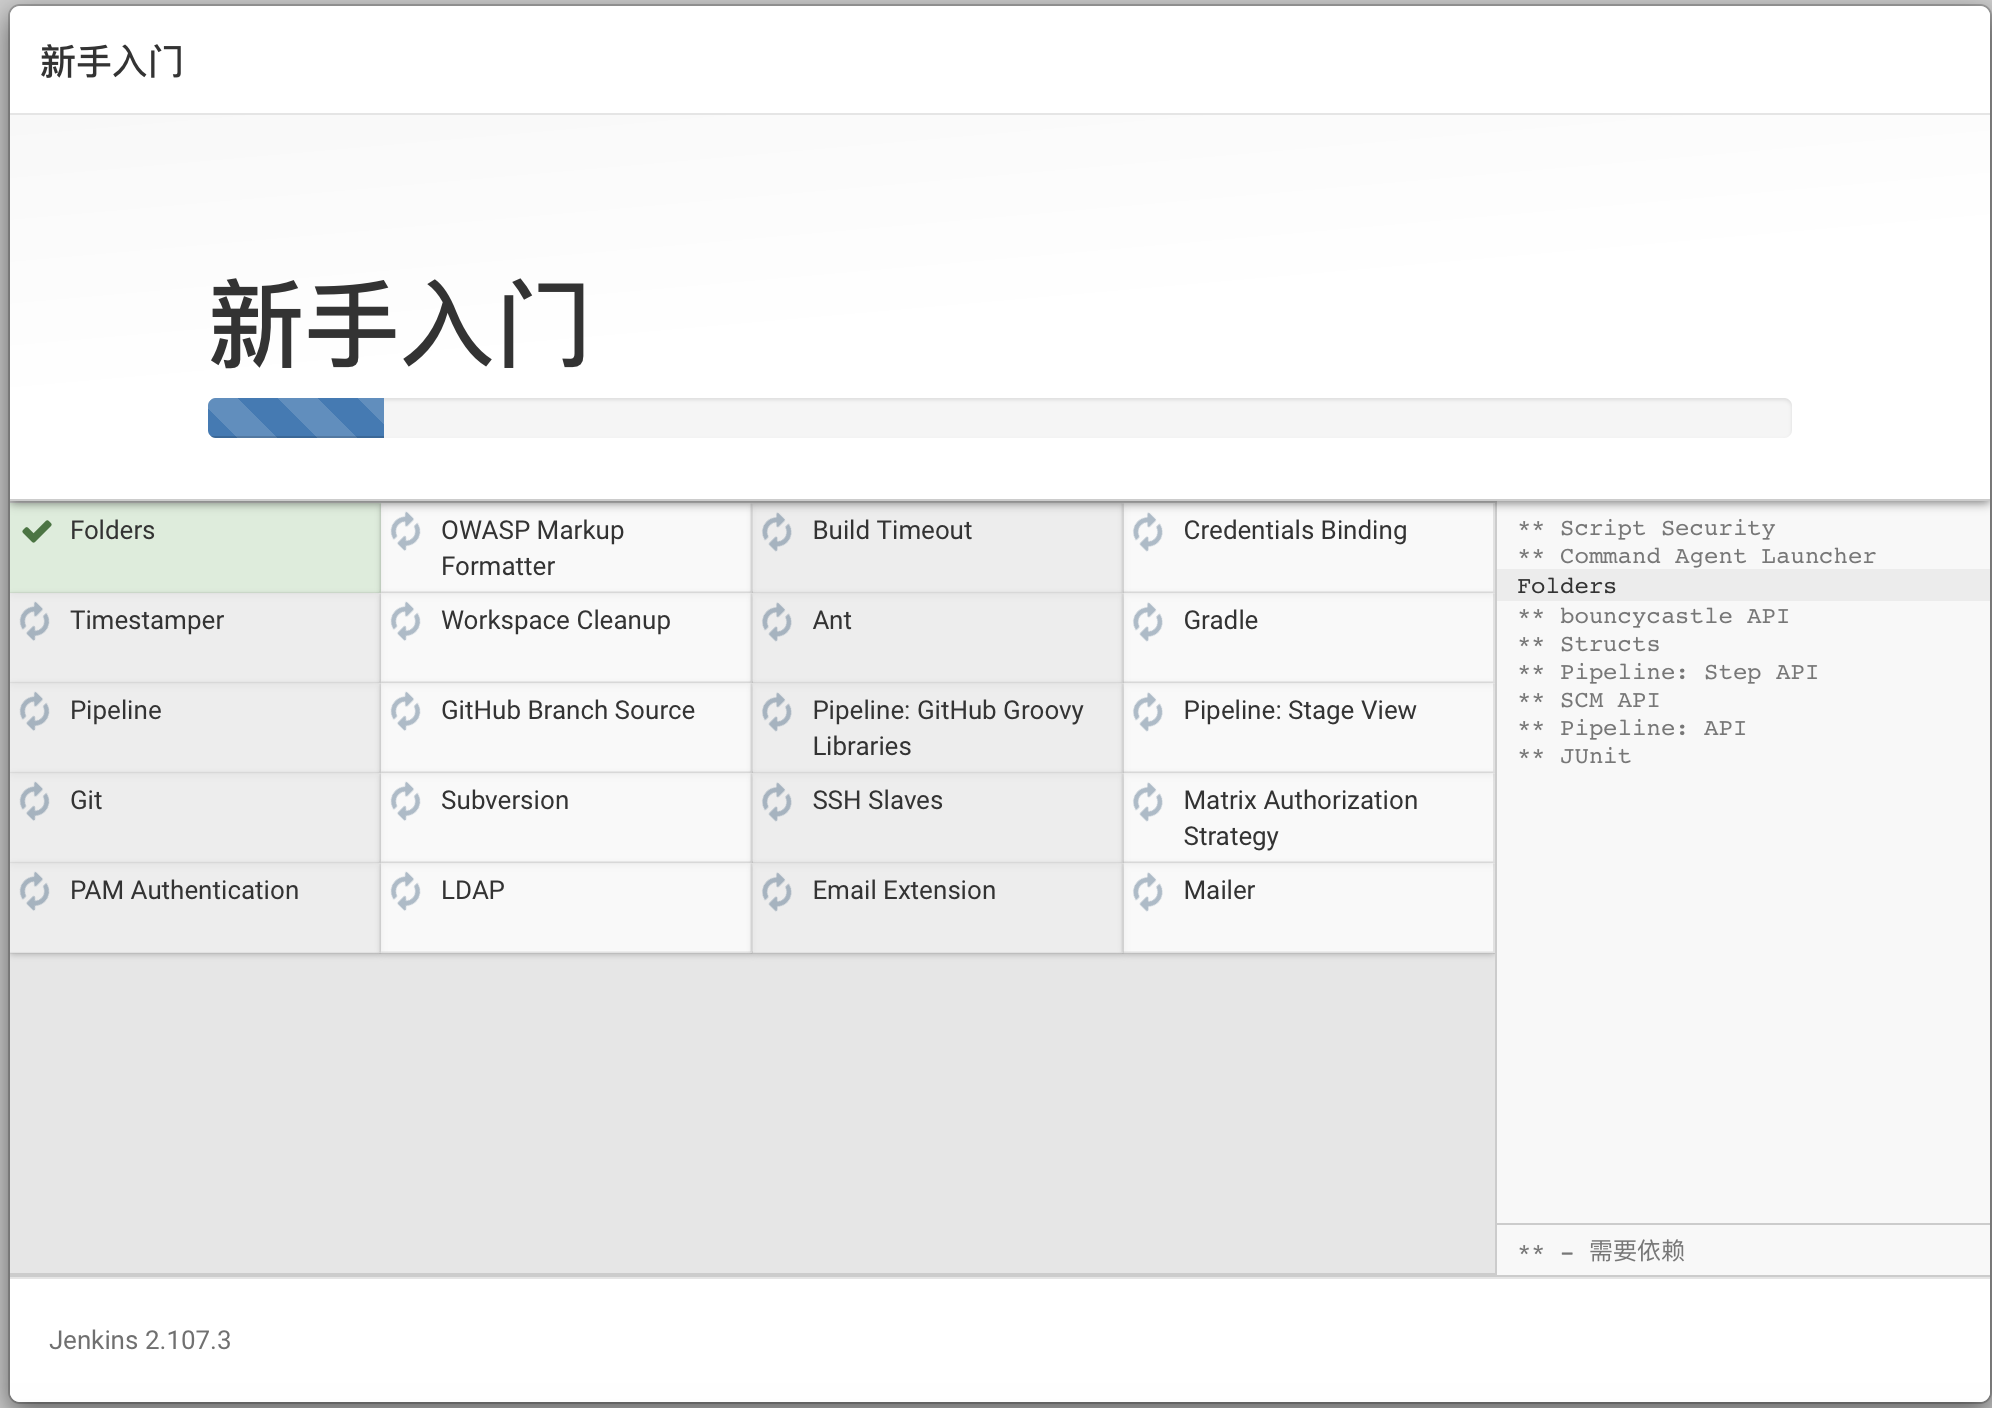 新手入门
新手入门
Folders
OWASP Markup
Formatter
Build Timeout
Credentials Binding
Timestamper
Workspace Cleanup
Ant
Gradle
Pipeline
GitHub Branch Source
Pipeline: GitHub Groovy
Libraries
Pipeline: Stage View
Git
Subversion
SSH Slaves
Matrix Authorization
Strategy
PAM Authentication
LDAP
Email Extension
Mailer
** Script Security
** Command Agent Launcher
Folders
** bouncycastle API
** Structs
** Pipeline: Step API
** SCM API
** Pipeline: API
** JUnit
** – 需要依赖
Jenkins 2.107.3